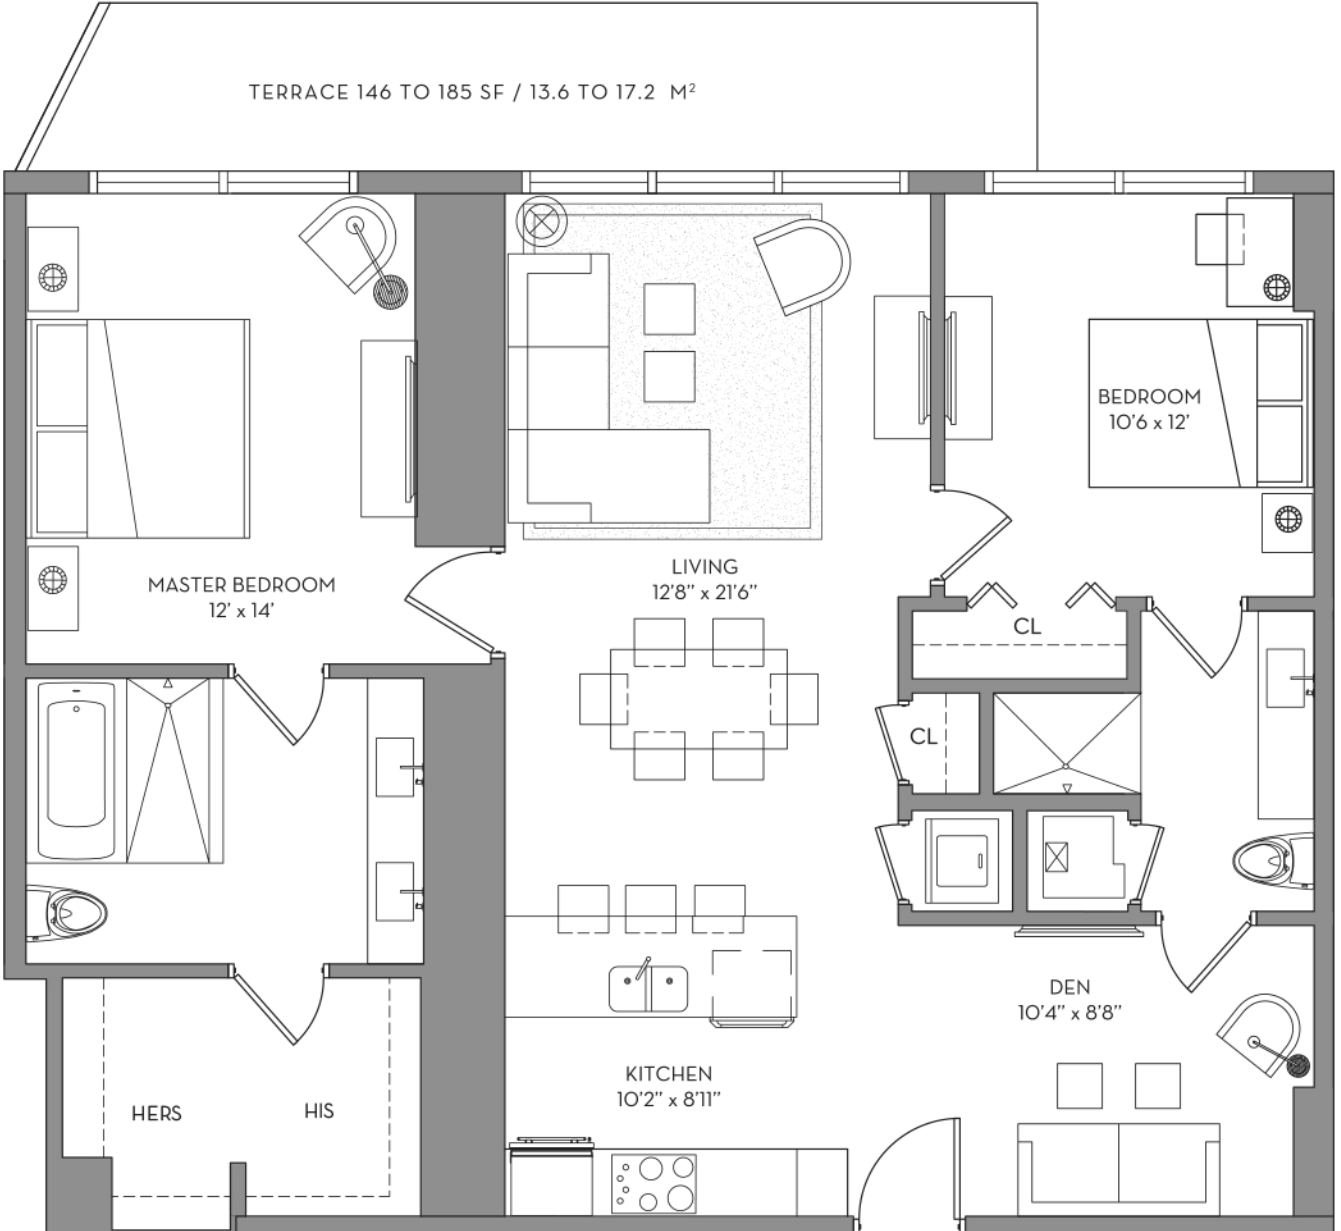 TERRACE 146 TO 185 SF / 13.6 TO 17.2 M²
BEDROOM
10'6 x 12'
LIVING
12'8" x 21'6"
MASTER BEDROOM
12' x 14'
CL
CL
DEN
10'4" x 8'8"
KITCHEN
10'2" x 8'11"
HERS
HIS